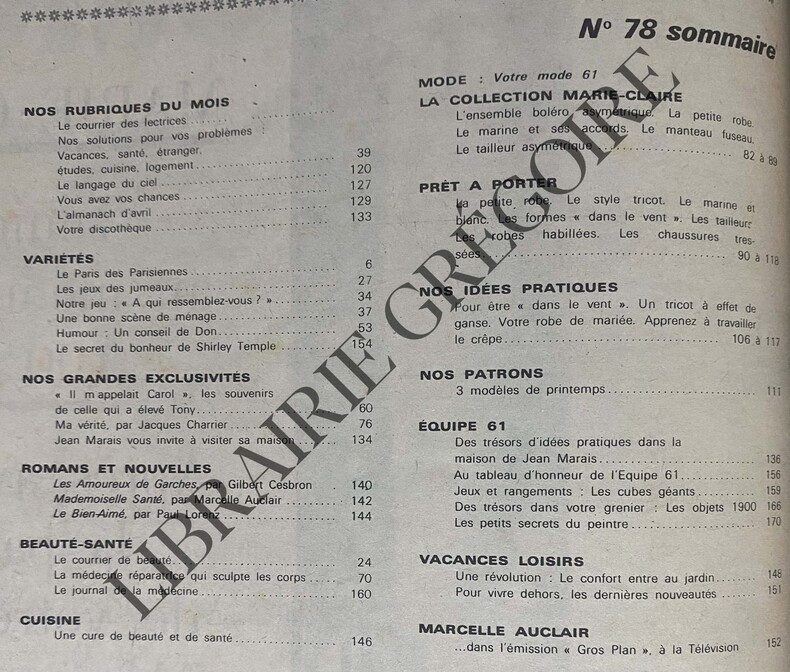 Nº 78 sommaire
NOS RUBRIQUES DU MOIS
Le courrier des lectrices
Nos solutions pour vos problèmes :
Vacances, santé, étranger,
études, cuisine, logement
Le langage du ciel
Vous avez vos chances
L'almanach d'avril
Votre discothèque
39
120
127
129
133
VARIÉTÉS
Le Paris des Parisiennes 6
Les jeux des jumeaux 27
Notre jeu : « A qui ressemblez-vous ? » 34
Une bonne scène de ménage 37
Humour : Un conseil de Don 53
Le secret du bonheur de Shirley Temple 154
NOS GRANDES EXCLUSIVITÉS
« Il m'appelait Carol », les souvenirs
de celle qui a élevé Tony 60
Ma vérité, par Jacques Charrier 76
Jean Marais vous invite à visiter sa maison 134
ROMANS ET NOUVELLES
Les Amoureux de Garches, par Gilbert Cesbron 140
Mademoiselle Santé, par Marcelle Auclair 142
Le Bien-Aimé, par Paul Lorenz 144
BEAUTÉ-SANTÉ
Le courrier de beauté 24
La médecine réparatrice qui sculpte les corps 70
Le journal de la médecine 160
CUISINE
Une cure de beauté et de santé 146
MODE : Votre mode 61
LA COLLECTION MARIE-CLAIRE
L'ensemble boléro asymétrique. La petite robe.
Le marine et ses accords. Le manteau fuseau.
Le tailleur asymétrique 82 à 89
PRÊT A PORTER
La petite robe. Le style tricot. Le marine et
blanc. Les formes « dans le vent ». Les tailleurs
Les robes habillées. Les chaussures tres-
sées 90 à 118
NOS IDÉES PRATIQUES
Pour être « dans le vent ». Un tricot à effet de
ganse. Votre robe de mariée. Apprenez à travailler
le crêpe 106 à 117
NOS PATRONS
3 modèles de printemps 111
ÉQUIPE 61
Des trésors d'idées pratiques dans la
maison de Jean Marais 136
Au tableau d'honneur de l'Equipe 61 156
Jeux et rangements : Les cubes géants 159
Des trésors dans votre grenier : Les objets 1900 166
Les petits secrets du peintre 170
VACANCES LOISIRS
Une révolution : Le confort entre au jardin 148
Pour vivre dehors, les dernières nouveautés 151
MARCELLE AUCLAIR
...dans l'émission « Gros Plan », à la Télévision 152
LIBRAIRIE GREGOIRE